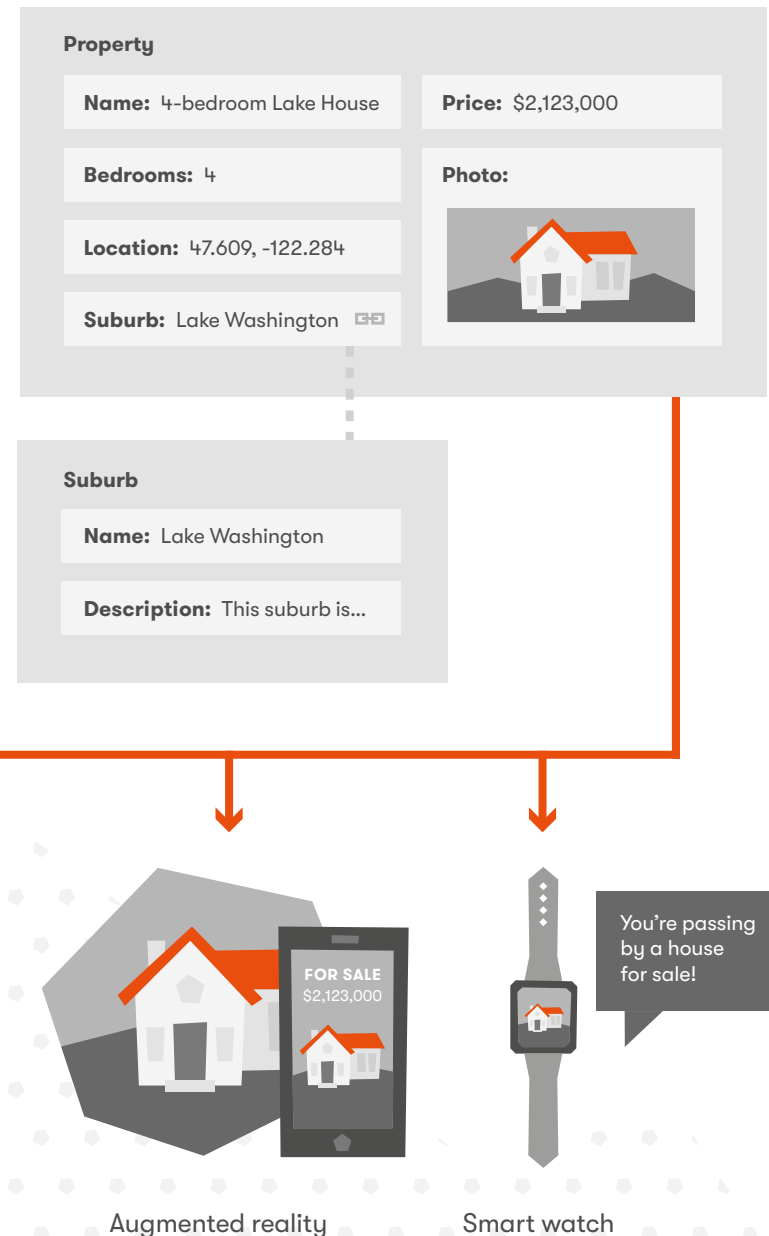 Property
Name: 4-bedroom Lake House
Price: $2,123,000
Bedrooms: 4
Photo:
Location: 47.609, -122.284
Suburb: Lake Washington
Suburb
Name: Lake Washington
Description: This suburb is...
FOR SALE
$2,123,000
You're passing
by a house
for sale!
Augmented reality
Smart watch